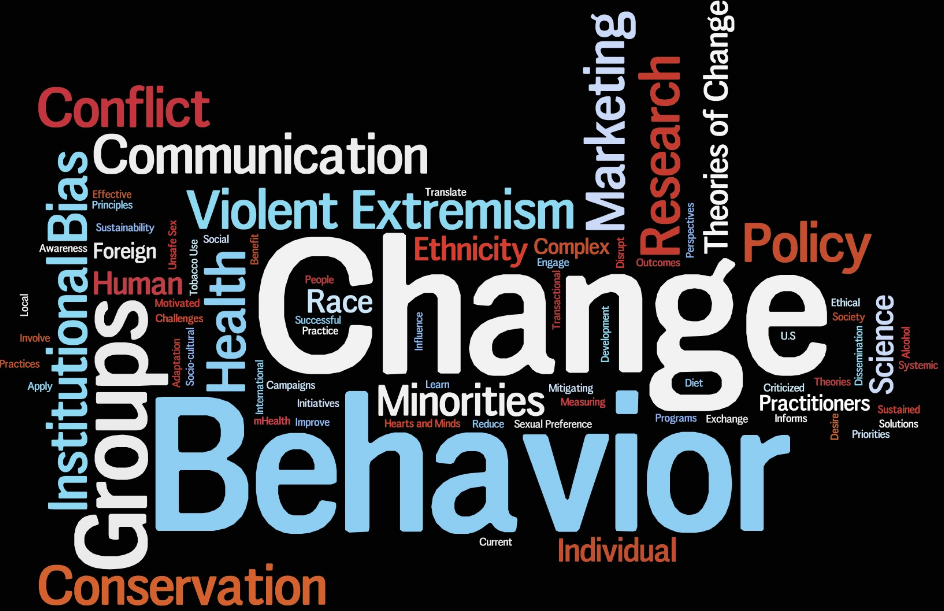 Conflict
Communication
Marketing
Research
Theories of Change
Institutional Bias
Effective
Principles
Violent Extremism
Translate
Sustainability
Awareness
Foreign
Unsafe Sex
Tobacco Use
Social
Benefit
Ethnicity
Complex
Engage
Disrupt
Outcomes
Perspectives
Policy
Human
Health
Change
People
Race
Successful
Practice
Influence
Transactional
Development
U.S
Ethical
Society
Dissemination
Science
Alcohol
Systemic
Local
Involve
Practices
Apply
Groups
Motivated
Challenges
Adaptation
Socio-cultural
International
Campaigns
Initiatives
mHealth
Improve
Learn
Minorities
Hearts and Minds
Reduce
Sexual Preference
Mitigating
Measuring
Diet
Programs
Exchange
Criticized
Theories
Practitioners
Informs
Desire
Sustained
Solutions
Priorities
Behavior
Current
Individual
Conservation